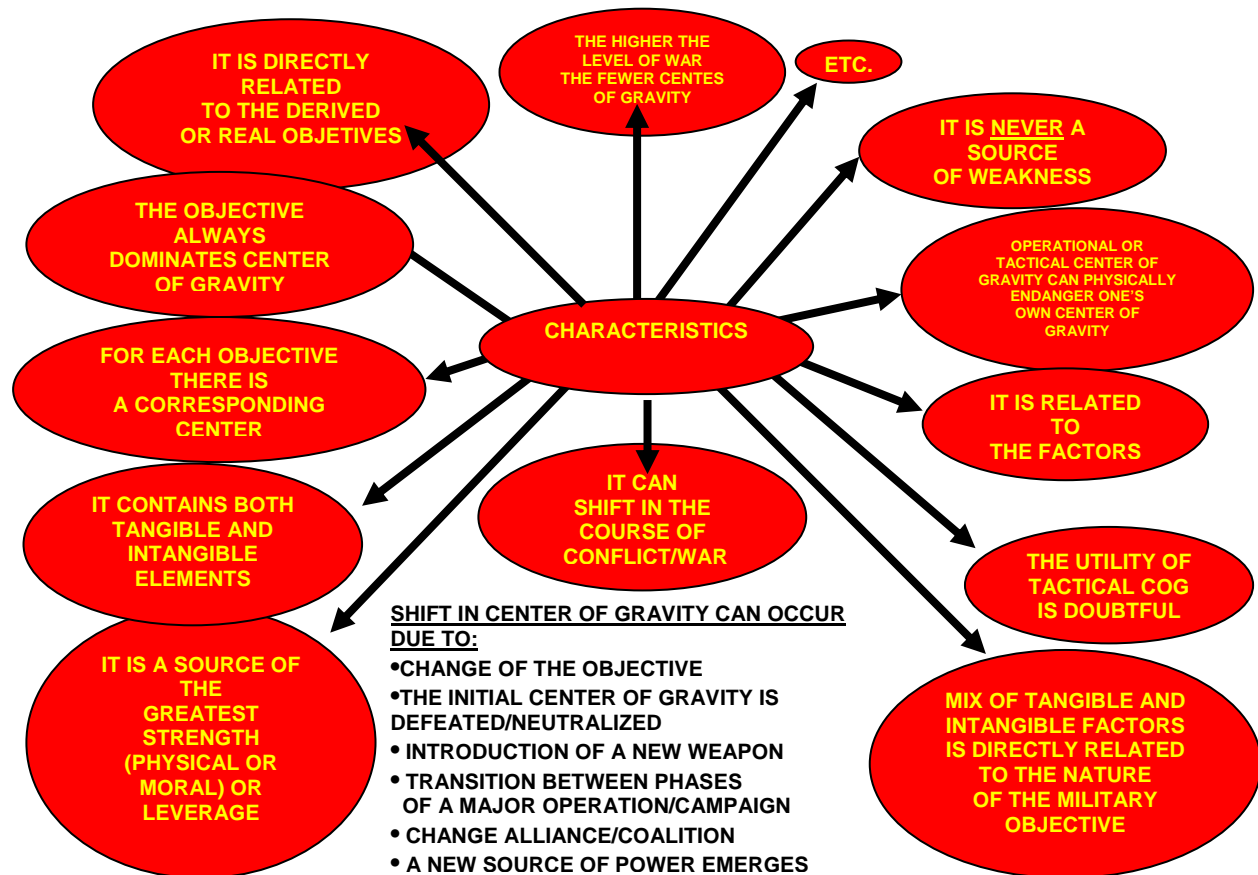 IT IS DIRECTLY
RELATED
TO THE DERIVED
OR REAL OBJETIVES
THE HIGHER THE
LEVEL OF WAR
THE FEWER CENTES
OF GRAVITY
ETC.
IT IS NEVER A
SOURCE
OF WEAKNESS
THE OBJECTIVE
ALWAYS
DOMINATES CENTER
OF GRAVITY
OPERATIONAL OR
TACTICAL CENTER OF
GRAVITY CAN PHYSICALLY
ENDANGER ONE'S
OWN CENTER OF
GRAVITY
CHARACTERISTICS
FOR EACH OBJECTIVE
THERE IS
A CORRESPONDING
CENTER
IT IS RELATED
TO
THE FACTORS
IT CONTAINS BOTH
TANGIBLE AND
INTANGIBLE
ELEMENTS
IT CAN
SHIFT IN THE
COURSE OF
CONFLICT/WAR
THE UTILITY OF
TACTICAL COG
IS DOUBTFUL
IT IS A SOURCE OF
THE
GREATEST
STRENGTH
(PHYSICAL OR
MORAL) OR
LEVERAGE
SHIFT IN CENTER OF GRAVITY CAN OCCUR
DUE TO:
•CHANGE OF THE OBJECTIVE
•THE INITIAL CENTER OF GRAVITY IS
DEFEATED/NEUTRALIZED
• INTRODUCTION OF A NEW WEAPON
• TRANSITION BETWEEN PHASES
OF A MAJOR OPERATION/CAMPAIGN
• CHANGE ALLIANCE/COALITION
• A NEW SOURCE OF POWER EMERGES
MIX OF TANGIBLE AND
INTANGIBLE FACTORS
IS DIRECTLY RELATED
TO THE NATURE
OF THE MILITARY
OBJECTIVE